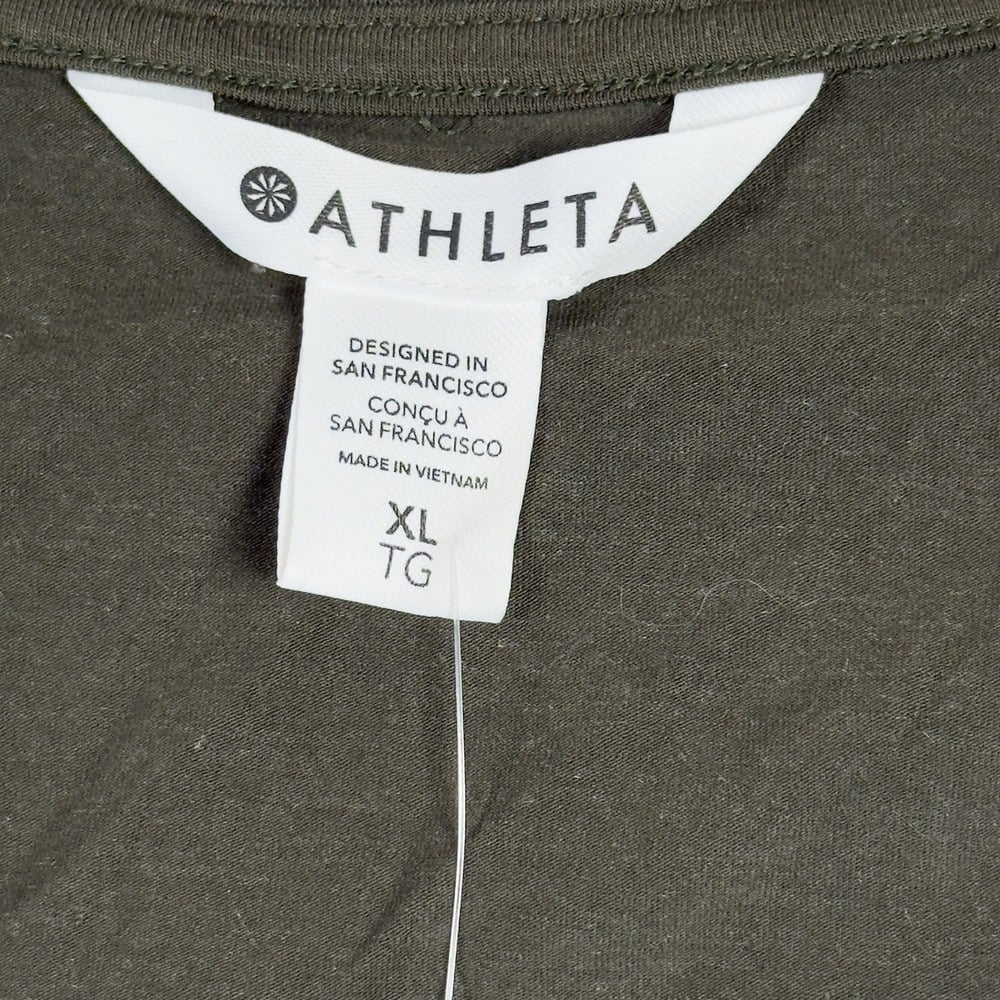 ATHLETA
DESIGNED IN
SAN FRANCISCO
CONÇU À
SAN FRANCISCO
MADE IN VIETNAM
XL
TG